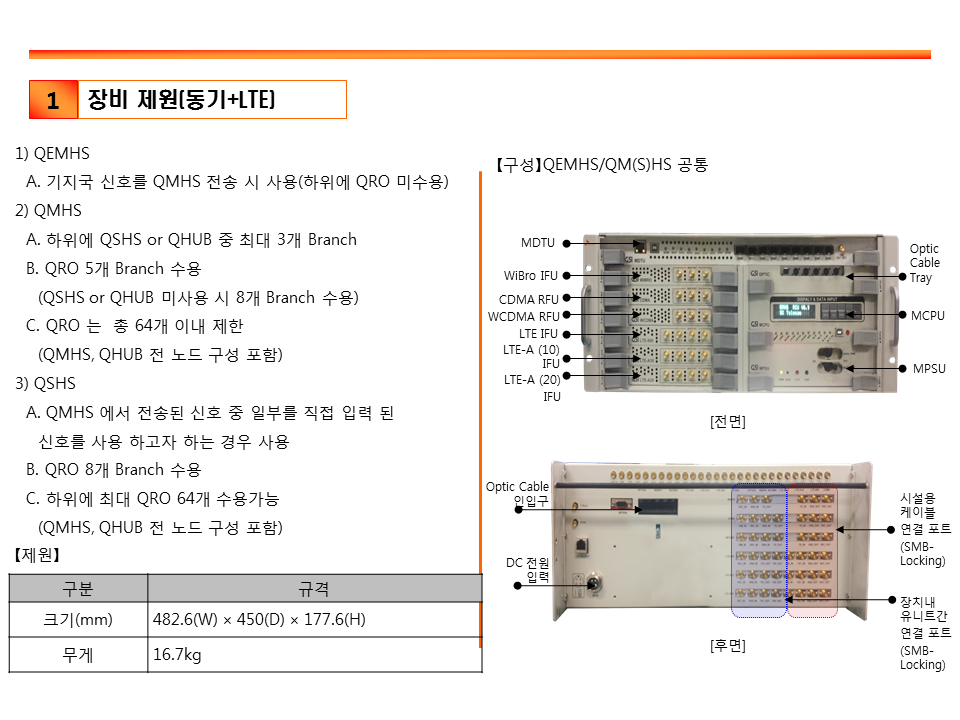 1 장비 제원(동기+LTE)
1) QEMHS
A. 기지국 신호를 QMHS 전송 시 사용(하위에 QRO 미수용)
2) QMHS
A. 하위에 QSHS or QHUB 중 최대 3개 Branch
B. QRO 5개 Branch 수용
(QSHS or QHUB 미사용 시 8개 Branch 수용)
C. QRO 는 총 64개 이내 제한
(QMHS, QHUB 전 노드 구성 포함)
3) QSHS
A. QMHS 에서 전송된 신호 중 일부를 직접 입력 된
신호를 사용 하고자 하는 경우 사용
B. QRO 8개 Branch 수용
C. 하위에 최대 QRO 64개 수용가능
(QMHS, QHUB 전 노드 구성 포함)
【제원】
구분 규격
크기(mm) 482.6(W) × 450(D) × 177.6(H)
무게 16.7kg
【구성】QEMHS/QM(S)HS 공통
MDTU
WiBro IFU
CDMA RFU
WCDMA RFU
LTE IFU
LTE-A (10)
IFU
LTE-A (20)
IFU
Optic
Cable
Tray
MCPU
MPSU
[전면]
Optic Cable
인입구
DC 전원
입력
시설용
케이블
연결 포트
(SMB-
Locking)
장치내
유니트간
연결 포트
(SMB-
Locking)
[후면]